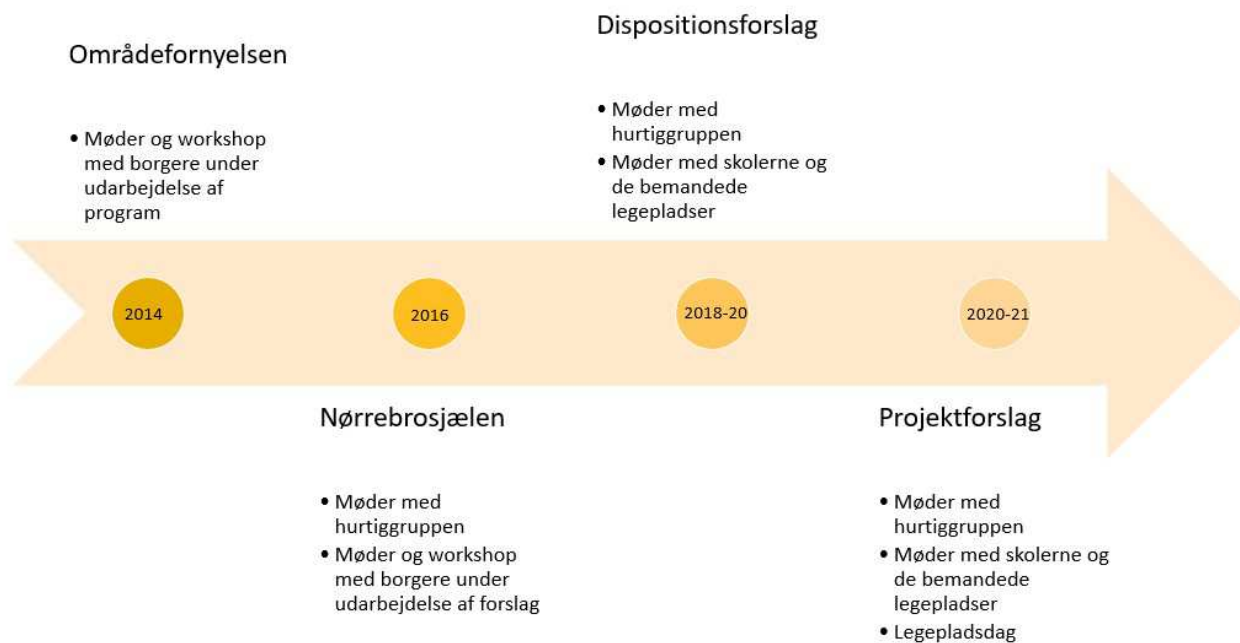 Områdefornyelsen
• Møder og workshop
med borgere under
udarbejdelse af
program
Dispositionsforslag
• Møder med
hurtiggruppen
• Møder med skolerne og
de bemandede
legepladser
2014
2016
2018-20
2020-21
Nørrebrosjælen
• Møder med
hurtiggruppen
• Møder og workshop
med borgere under
udarbejdelse af forslag
Projektforslag
• Møder med
hurtiggruppen
• Møder med skolerne og
de bemandede
legepladser
• Legepladsdag